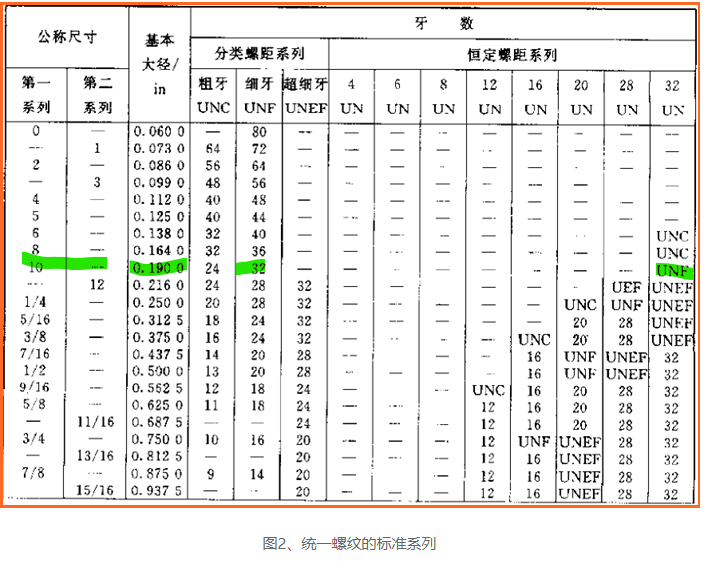 公称尺寸 基本大径/in 牙 数
分类螺距系列 恒定螺距系列
第一系列 第二系列 粗牙 UNC 细牙 UNF 超细牙 UNEF 4 UN 6 UN 8 UN 12 UN 16 UN 20 UN 28 UN 32 UN
0 — 0.060 0 — 80 — — — — — — — — —
— 1 0.073 0 64 72 — — — — — — — — —
2 — 0.086 0 56 64 — — — — — — — — —
— 3 0.099 0 48 56 — — — — — — — — —
4 — 0.112 0 40 48 — — — — — — — — —
5 — 0.125 0 40 44 — — — — — — — — —
6 — 0.138 0 32 40 — — — — — — — — UNC
8 — 0.164 0 32 36 — — — — — — — — UNC
10 — 0.190 0 24 32 — — — — — — — — UNF
— 12 0.216 0 24 28 32 — — — — — — UEF UNEF
1/4 — 0.250 0 20 28 32 — — — — — UNC UNF UNEF
5/16 — 0.312 5 18 24 32 — — — — — 20 28 UNEF
3/8 — 0.375 0 16 24 32 — — — — UNC 20 28 UNEF
7/16 — 0.437 5 14 20 28 — — — — 16 UNF UNEF 32
1/2 — 0.500 0 13 20 28 — — — — 16 UNF UNEF 32
9/16 — 0.562 5 12 18 24 — — — UNC 16 20 28 32
5/8 — 0.625 0 11 18 24 — — — 12 16 20 28 32
— 11/16 0.687 5 — — 24 — — — 12 16 20 28 32
3/4 — 0.750 0 10 16 20 — — — 12 UNF UNEF 28 32
— 13/16 0.812 5 — — 20 — — — 12 16 UNEF 28 32
7/8 — 0.875 0 9 14 20 — — — 12 16 UNEF 28 32
— 15/16 0.937 5 — — 20 — — — 12 16 UNEF 28 32
图2、统一螺纹的标准系列